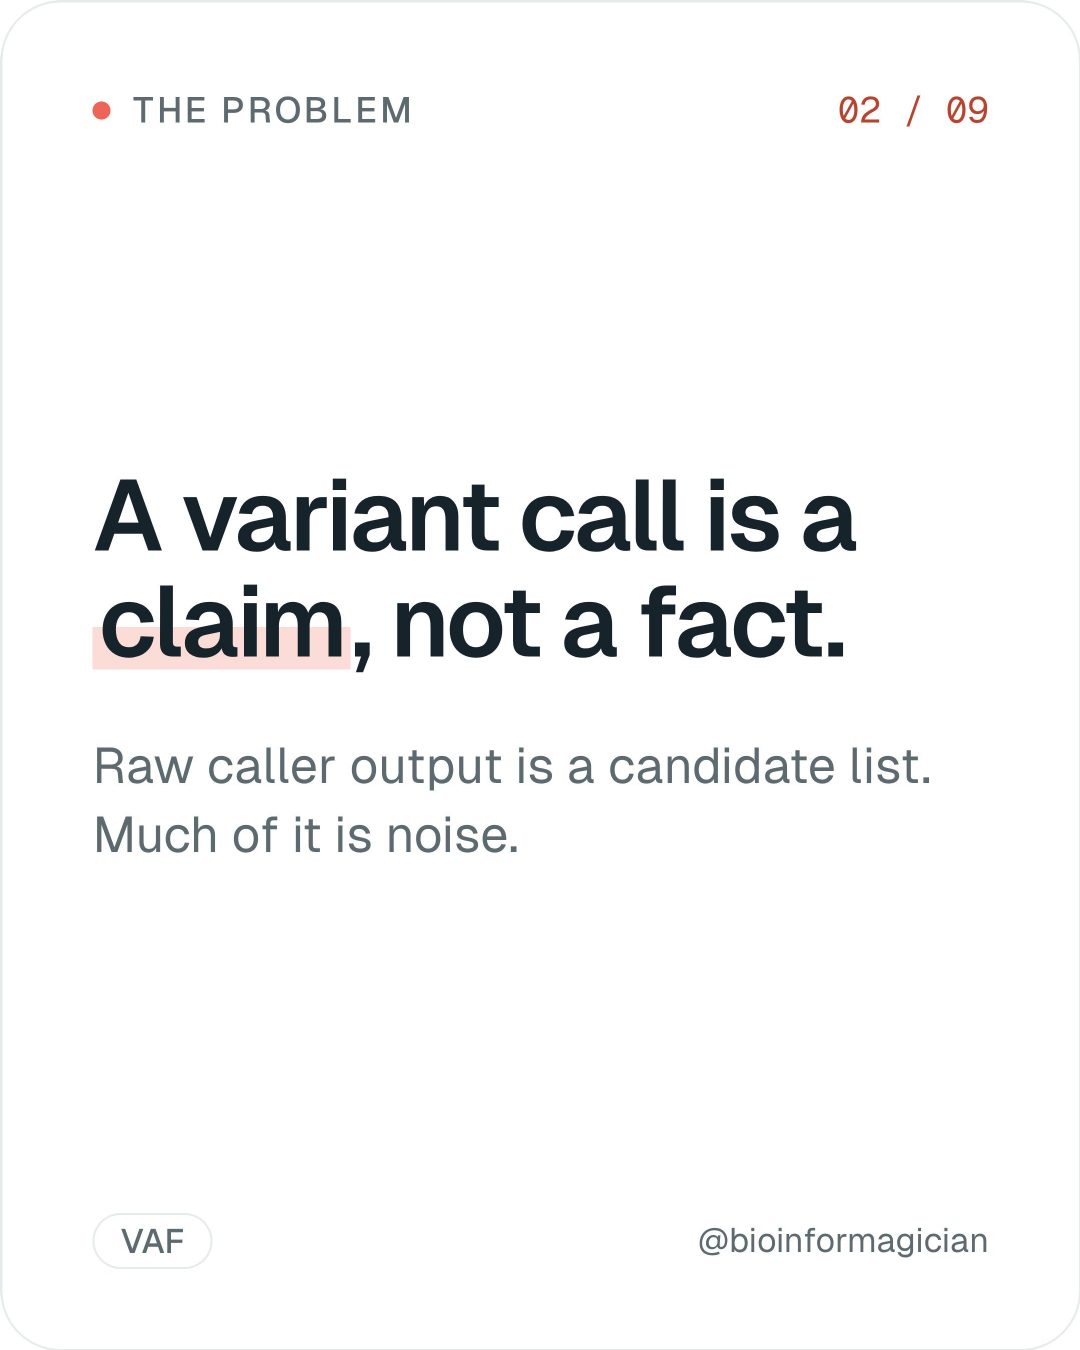 THE PROBLEM
02 / 09
A variant call is a
claim, not a fact.
Raw caller output is a candidate list.
Much of it is noise.
VAF
@bioinformagician